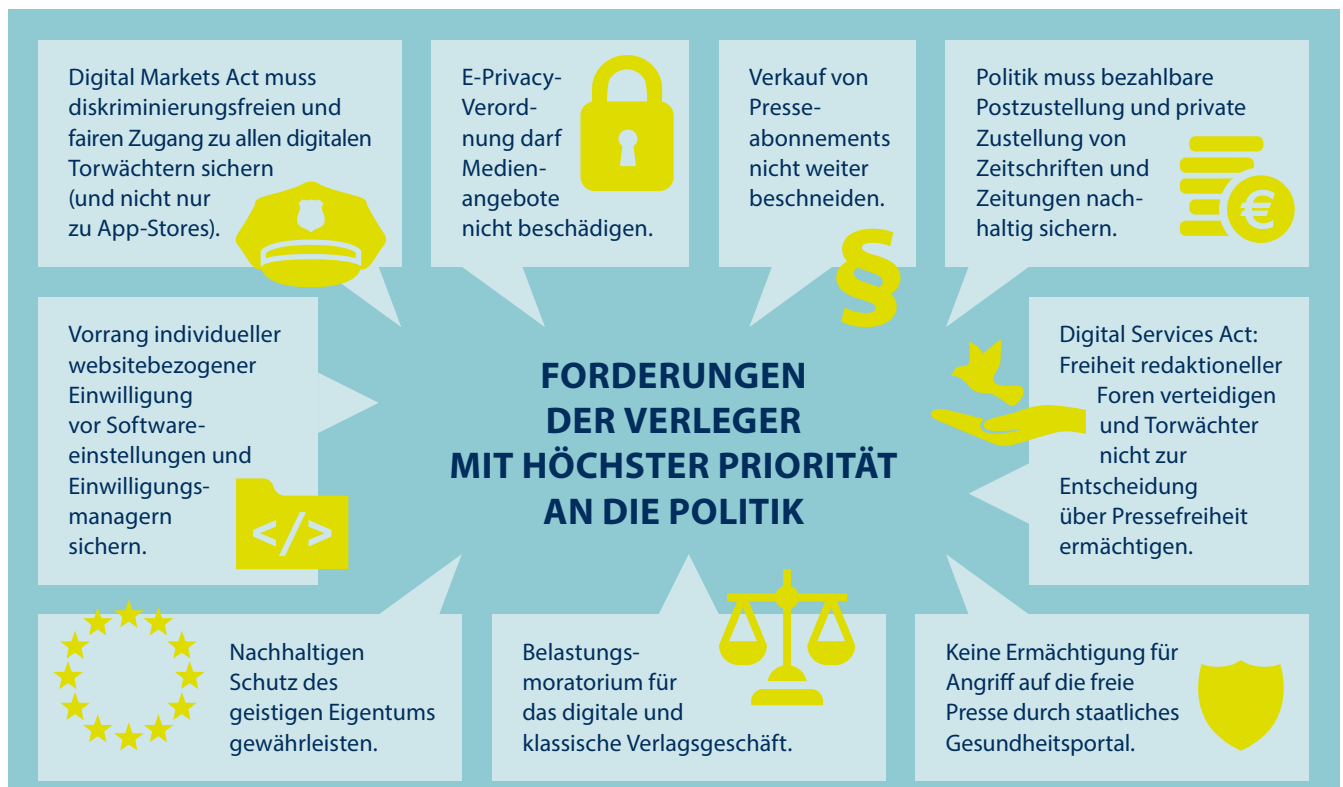 Digital Markets Act muss
diskriminierungsfreien und
fairen Zugang zu allen digitalen
Torwächtern sichern
(und nicht nur
zu App-Stores).
E-Privacy-
Verord-
nung darf
Medien-
angebote
nicht beschädigen.
Verkauf von
Presse-
abonnements
nicht weiter
beschneiden.
§
Politik muss bezahlbare
Postzustellung und private
Zustellung von
Zeitschriften und
Zeitungen nach-
haltig sichern.
€
Vorrang individueller
websitebezogener
Einwilligung
vor Software-
einstellungen und
Einwilligungs-
managern
sichern.
</>
FORDERUNGEN
DER VERLEGER
MIT HÖCHSTER PRIORITÄT
AN DIE POLITIK
Digital Services Act:
Freiheit redaktioneller
Foren verteidigen
und Torwächter
nicht zur
Entscheidung
über Pressefreiheit
ermächtigen.
Nachhaltigen
Schutz des
geistigen Eigentums
gewährleisten.
Belastungs-
moratorium für
das digitale und
klassische Verlagsgeschäft.
Keine Ermächtigung für
Angriff auf die freie
Presse durch staatliches
Gesundheitsportal.